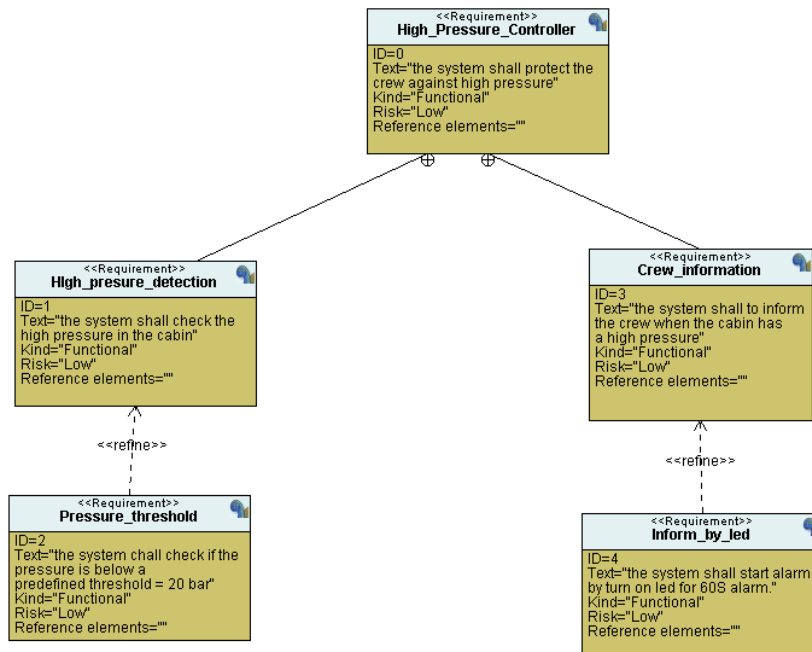 <<Requirement>>
High_Pressure_Controller
ID=0
Text="the system shall protect the
crew against high pressure"
Kind="Functional"
Risk="Low"
Reference elements=""
<<Requirement>>
HIgh_presure_detection
ID=1
Text="the system shall check the
high pressure in the cabin"
Kind="Functional"
Risk="Low"
Reference elements=""
<<Requirement>>
Crew_information
ID=3
Text="the system shall to inform
the crew when the cabin has
a high pressure"
Kind="Functional"
Risk="Low"
Reference elements=""
<<refine>>
<<refine>>
<<Requirement>>
Pressure_threshold
ID=2
Text="the system chall check if the
pressure is below a
predefined threshold = 20 bar"
Kind="Functional"
Risk="Low"
Reference elements=""
<<Requirement>>
Inform_by_led
ID=4
Text="the system shall start alarm
by turn on led for 60S alarm."
Kind="Functional"
Risk="Low"
Reference elements=""